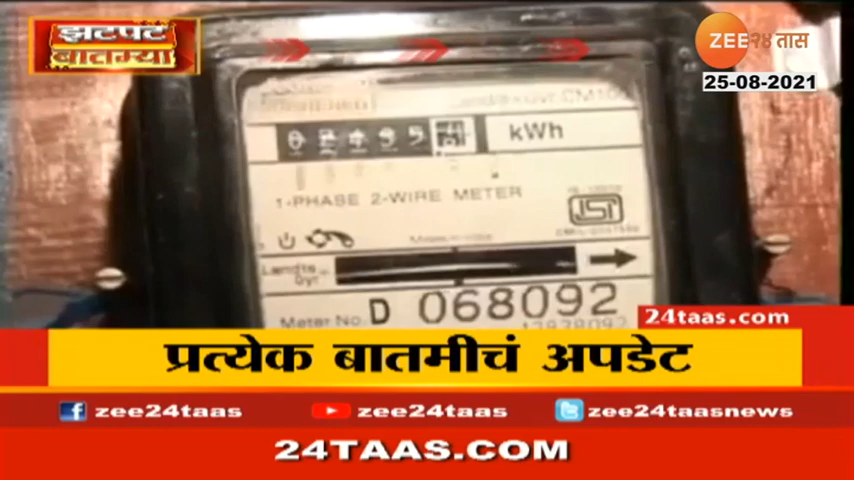 झटपट
बातम्या
ZEE २४ तास
25-08-2021
kWh
1-PHASE 2-WIRE METER
ISI
Landis
Gyr
Meter No. D 068092
24taas.com
प्रत्येक बातमीचं अपडेट
zee24taas
zee24taas
zee24taasnews
24TAAS.COM